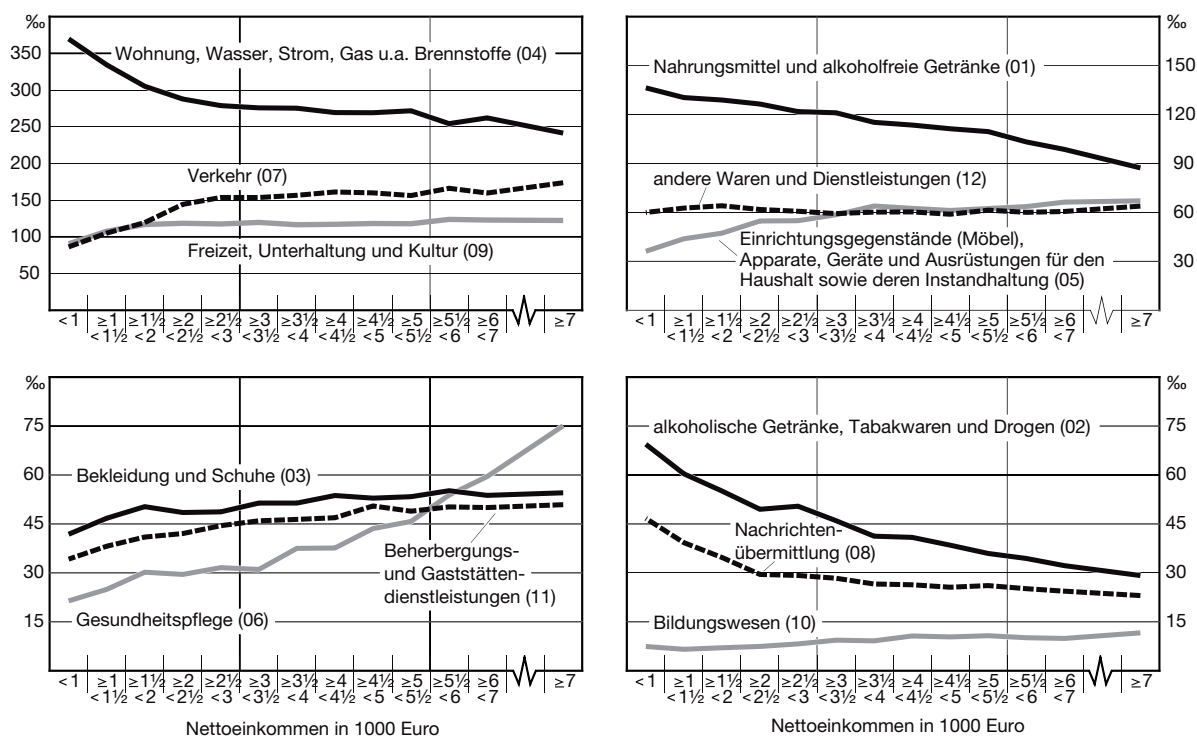 ‰
350
300
250
200
150
100
50
Wohnung, Wasser, Strom, Gas u.a. Brennstoffe (04)
Verkehr (07)
Freizeit, Unterhaltung und Kultur (09)
<1 ≥1 ≥1½ ≥2 ≥2½ ≥3 ≥3½ ≥4 ≥4½ ≥5 ≥5½ ≥6 ≥7
<1½ <2 <2½ <3 <3½ <4 <4½ <5 <5½ <6 <7
‰
150
120
90
60
30
Nahrungsmittel und alkoholfreie Getränke (01)
andere Waren und Dienstleistungen (12)
Einrichtungsgegenstände (Möbel),
Apparate, Geräte und Ausrüstungen für den
Haushalt sowie deren Instandhaltung (05)
<1 ≥1 ≥1½ ≥2 ≥2½ ≥3 ≥3½ ≥4 ≥4½ ≥5 ≥5½ ≥6 ≥7
<1½ <2 <2½ <3 <3½ <4 <4½ <5 <5½ <6 <7
‰
75
60
45
30
15
Bekleidung und Schuhe (03)
Beherbergungs-
und Gaststätten-
dienstleistungen (11)
Gesundheitspflege (06)
<1 ≥1 ≥1½ ≥2 ≥2½ ≥3 ≥3½ ≥4 ≥4½ ≥5 ≥5½ ≥6 ≥7
<1½ <2 <2½ <3 <3½ <4 <4½ <5 <5½ <6 <7
Nettoeinkommen in 1000 Euro
‰
75
60
45
30
15
alkoholische Getränke, Tabakwaren und Drogen (02)
Nachrichten-
übermittlung (08)
Bildungswesen (10)
<1 ≥1 ≥1½ ≥2 ≥2½ ≥3 ≥3½ ≥4 ≥4½ ≥5 ≥5½ ≥6 ≥7
<1½ <2 <2½ <3 <3½ <4 <4½ <5 <5½ <6 <7
Nettoeinkommen in 1000 Euro